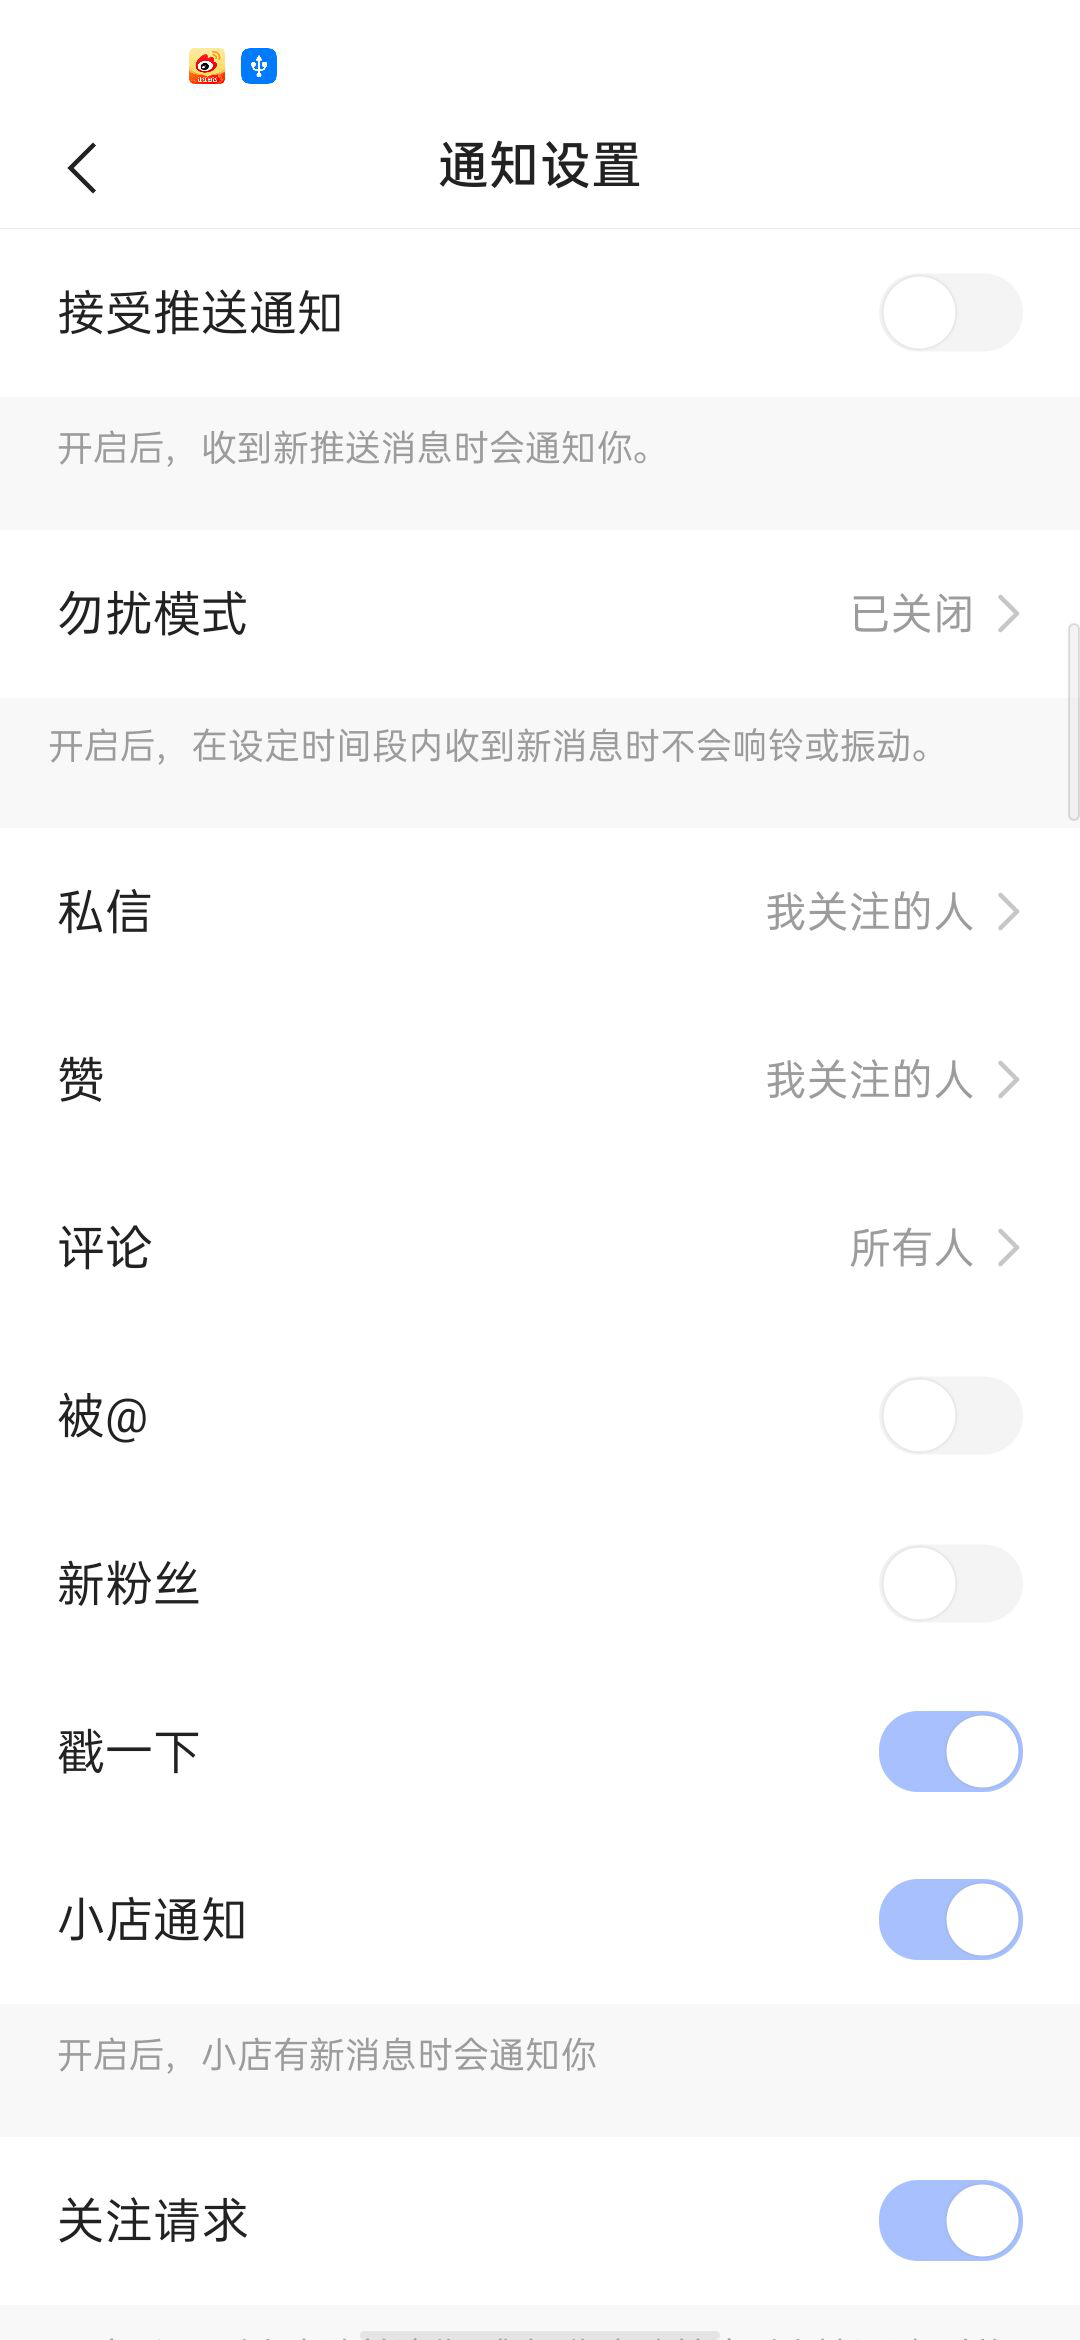 通知设置
接受推送通知
开启后，收到新推送消息时会通知你。
勿扰模式
已关闭
开启后，在设定时间段内收到新消息时不会响铃或振动。
私信
我关注的人
赞
我关注的人
评论
所有人
被@
新粉丝
戳一下
小店通知
开启后，小店有新消息时会通知你
关注请求